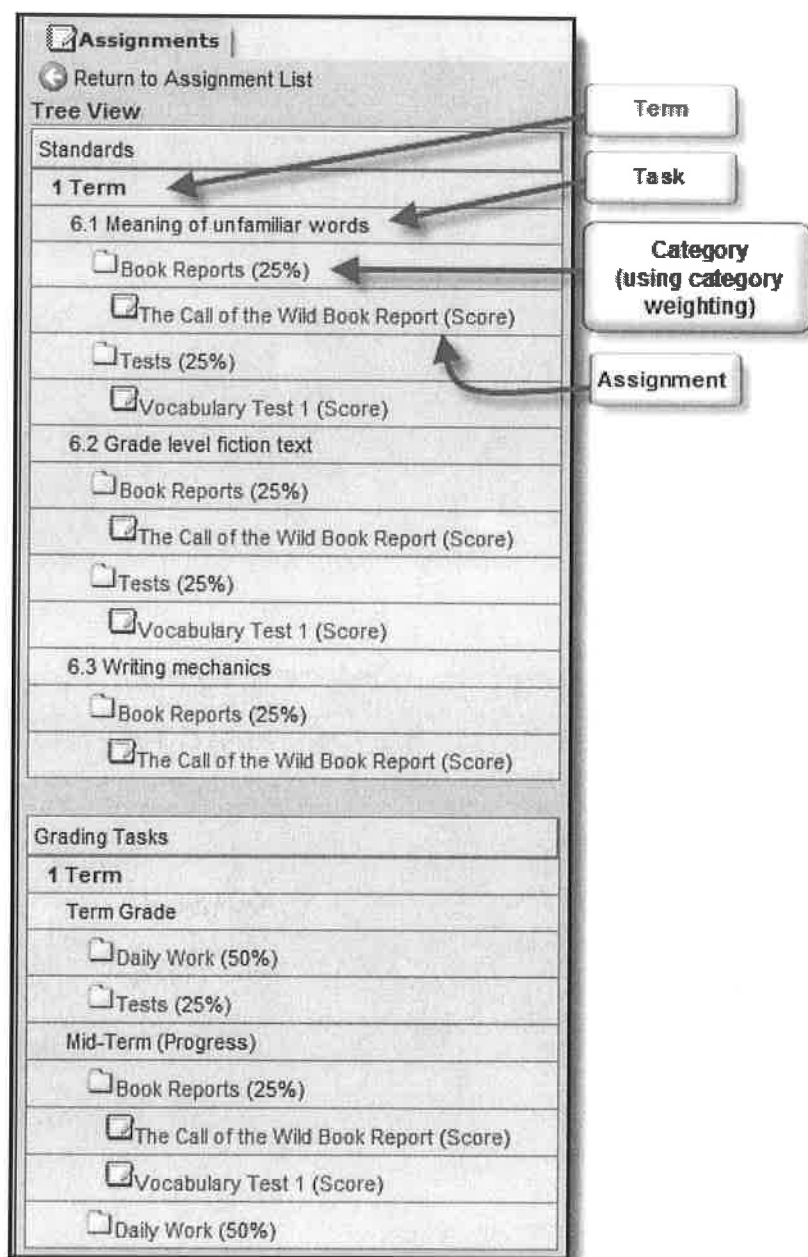 Assignments
Return to Assignment List
Tree View
Standards
1 Term
6.1 Meaning of unfamiliar words
Book Reports (25%)
The Call of the Wild Book Report (Score)
Tests (25%)
Vocabulary Test 1 (Score)
6.2 Grade level fiction text
Book Reports (25%)
The Call of the Wild Book Report (Score)
Tests (25%)
Vocabulary Test 1 (Score)
6.3 Writing mechanics
Book Reports (25%)
The Call of the Wild Book Report (Score)
Grading Tasks
1 Term
Term Grade
Daily Work (50%)
Tests (25%)
Mid-Term (Progress)
Book Reports (25%)
The Call of the Wild Book Report (Score)
Vocabulary Test 1 (Score)
Daily Work (50%)
Term
Task
Category
(using category
weighting)
Assignment